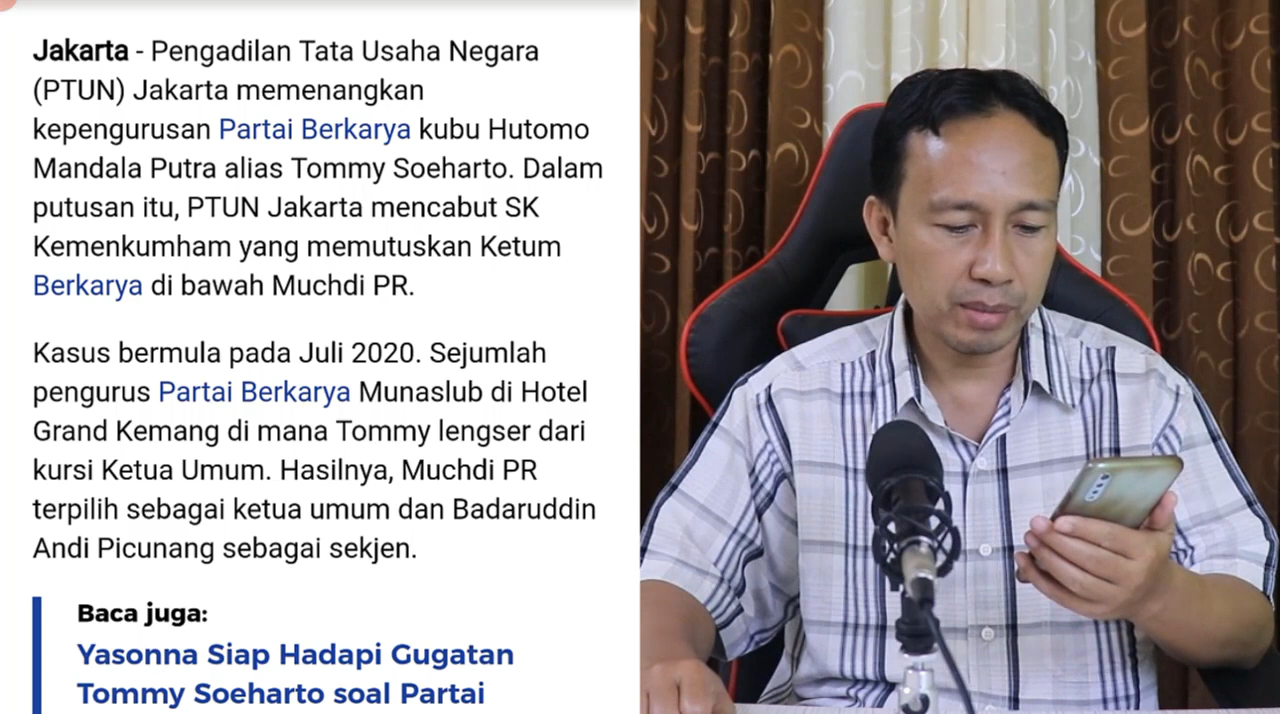 Jakarta - Pengadilan Tata Usaha Negara
(PTUN) Jakarta memenangkan
kepengurusan Partai Berkarya kubu Hutomo
Mandala Putra alias Tommy Soeharto. Dalam
putusan itu, PTUN Jakarta mencabut SK
Kemenkumham yang memutuskan Ketum
Berkarya di bawah Muchdi PR.
Kasus bermula pada Juli 2020. Sejumlah
pengurus Partai Berkarya Munaslub di Hotel
Grand Kemang di mana Tommy lengser dari
kursi Ketua Umum. Hasilnya, Muchdi PR
terpilih sebagai ketua umum dan Badaruddin
Andi Picunang sebagai sekjen.
Baca juga:
Yasonna Siap Hadapi Gugatan
Tommy Soeharto soal Partai